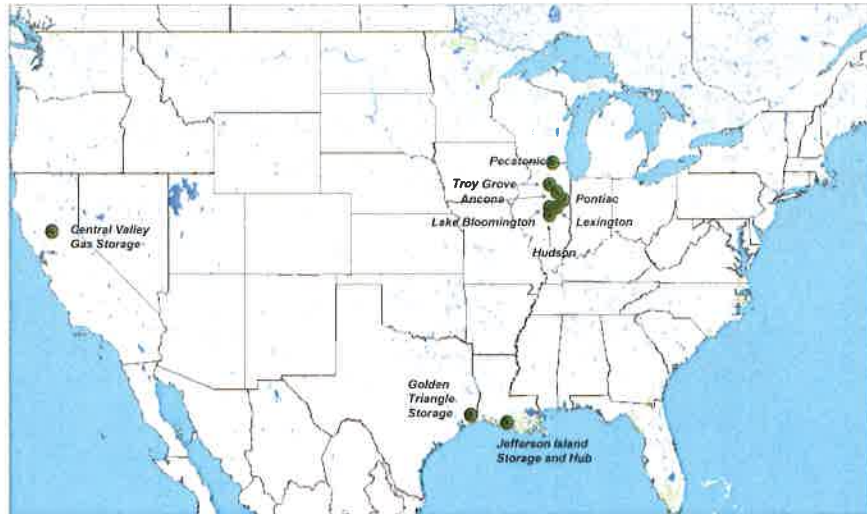 Pecatonica
Troy Grove
Ancona
Pontiac
Lake Bloomington
Lexington
Hudson
Central Valley
Gas Storage
Golden
Triangle
Storage
Jefferson Island
Storage and Hub